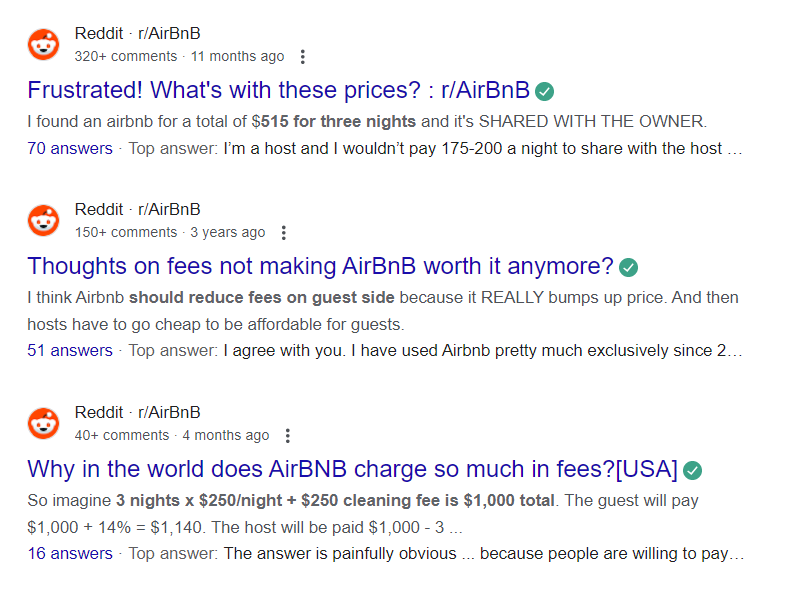 Reddit · r/AirBnB
320+ comments · 11 months ago
Frustrated! What's with these prices? : r/AirBnB
I found an airbnb for a total of $515 for three nights and it's SHARED WITH THE OWNER.
70 answers · Top answer: I’m a host and I wouldn’t pay 175-200 a night to share with the host ...
Reddit · r/AirBnB
150+ comments · 3 years ago
Thoughts on fees not making AirBnB worth it anymore?
I think Airbnb should reduce fees on guest side because it REALLY bumps up price. And then
hosts have to go cheap to be affordable for guests.
51 answers · Top answer: I agree with you. I have used Airbnb pretty much exclusively since 2...
Reddit · r/AirBnB
40+ comments · 4 months ago
Why in the world does AirBNB charge so much in fees?[USA]
So imagine 3 nights x $250/night + $250 cleaning fee is $1,000 total. The guest will pay
$1,000 + 14% = $1,140. The host will be paid $1,000 - 3 ...
16 answers · Top answer: The answer is painfully obvious ... because people are willing to pay...